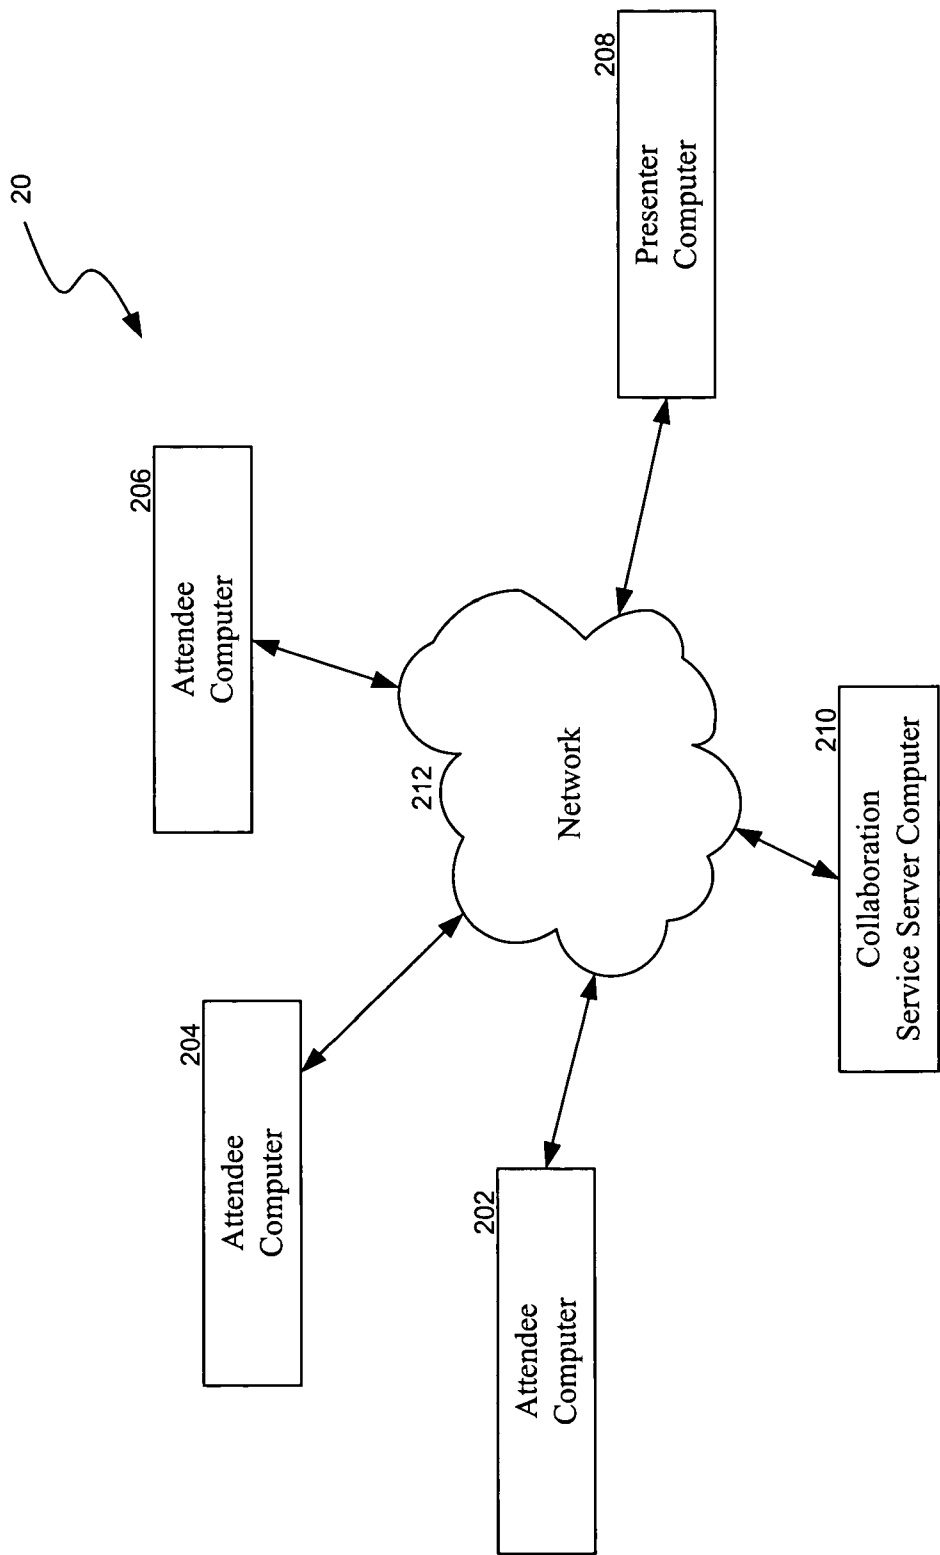 20
206
Attendee
Computer
204
Attendee
Computer
208
Presenter
Computer
212
Network
202
Attendee
Computer
210
Collaboration
Service Server Computer